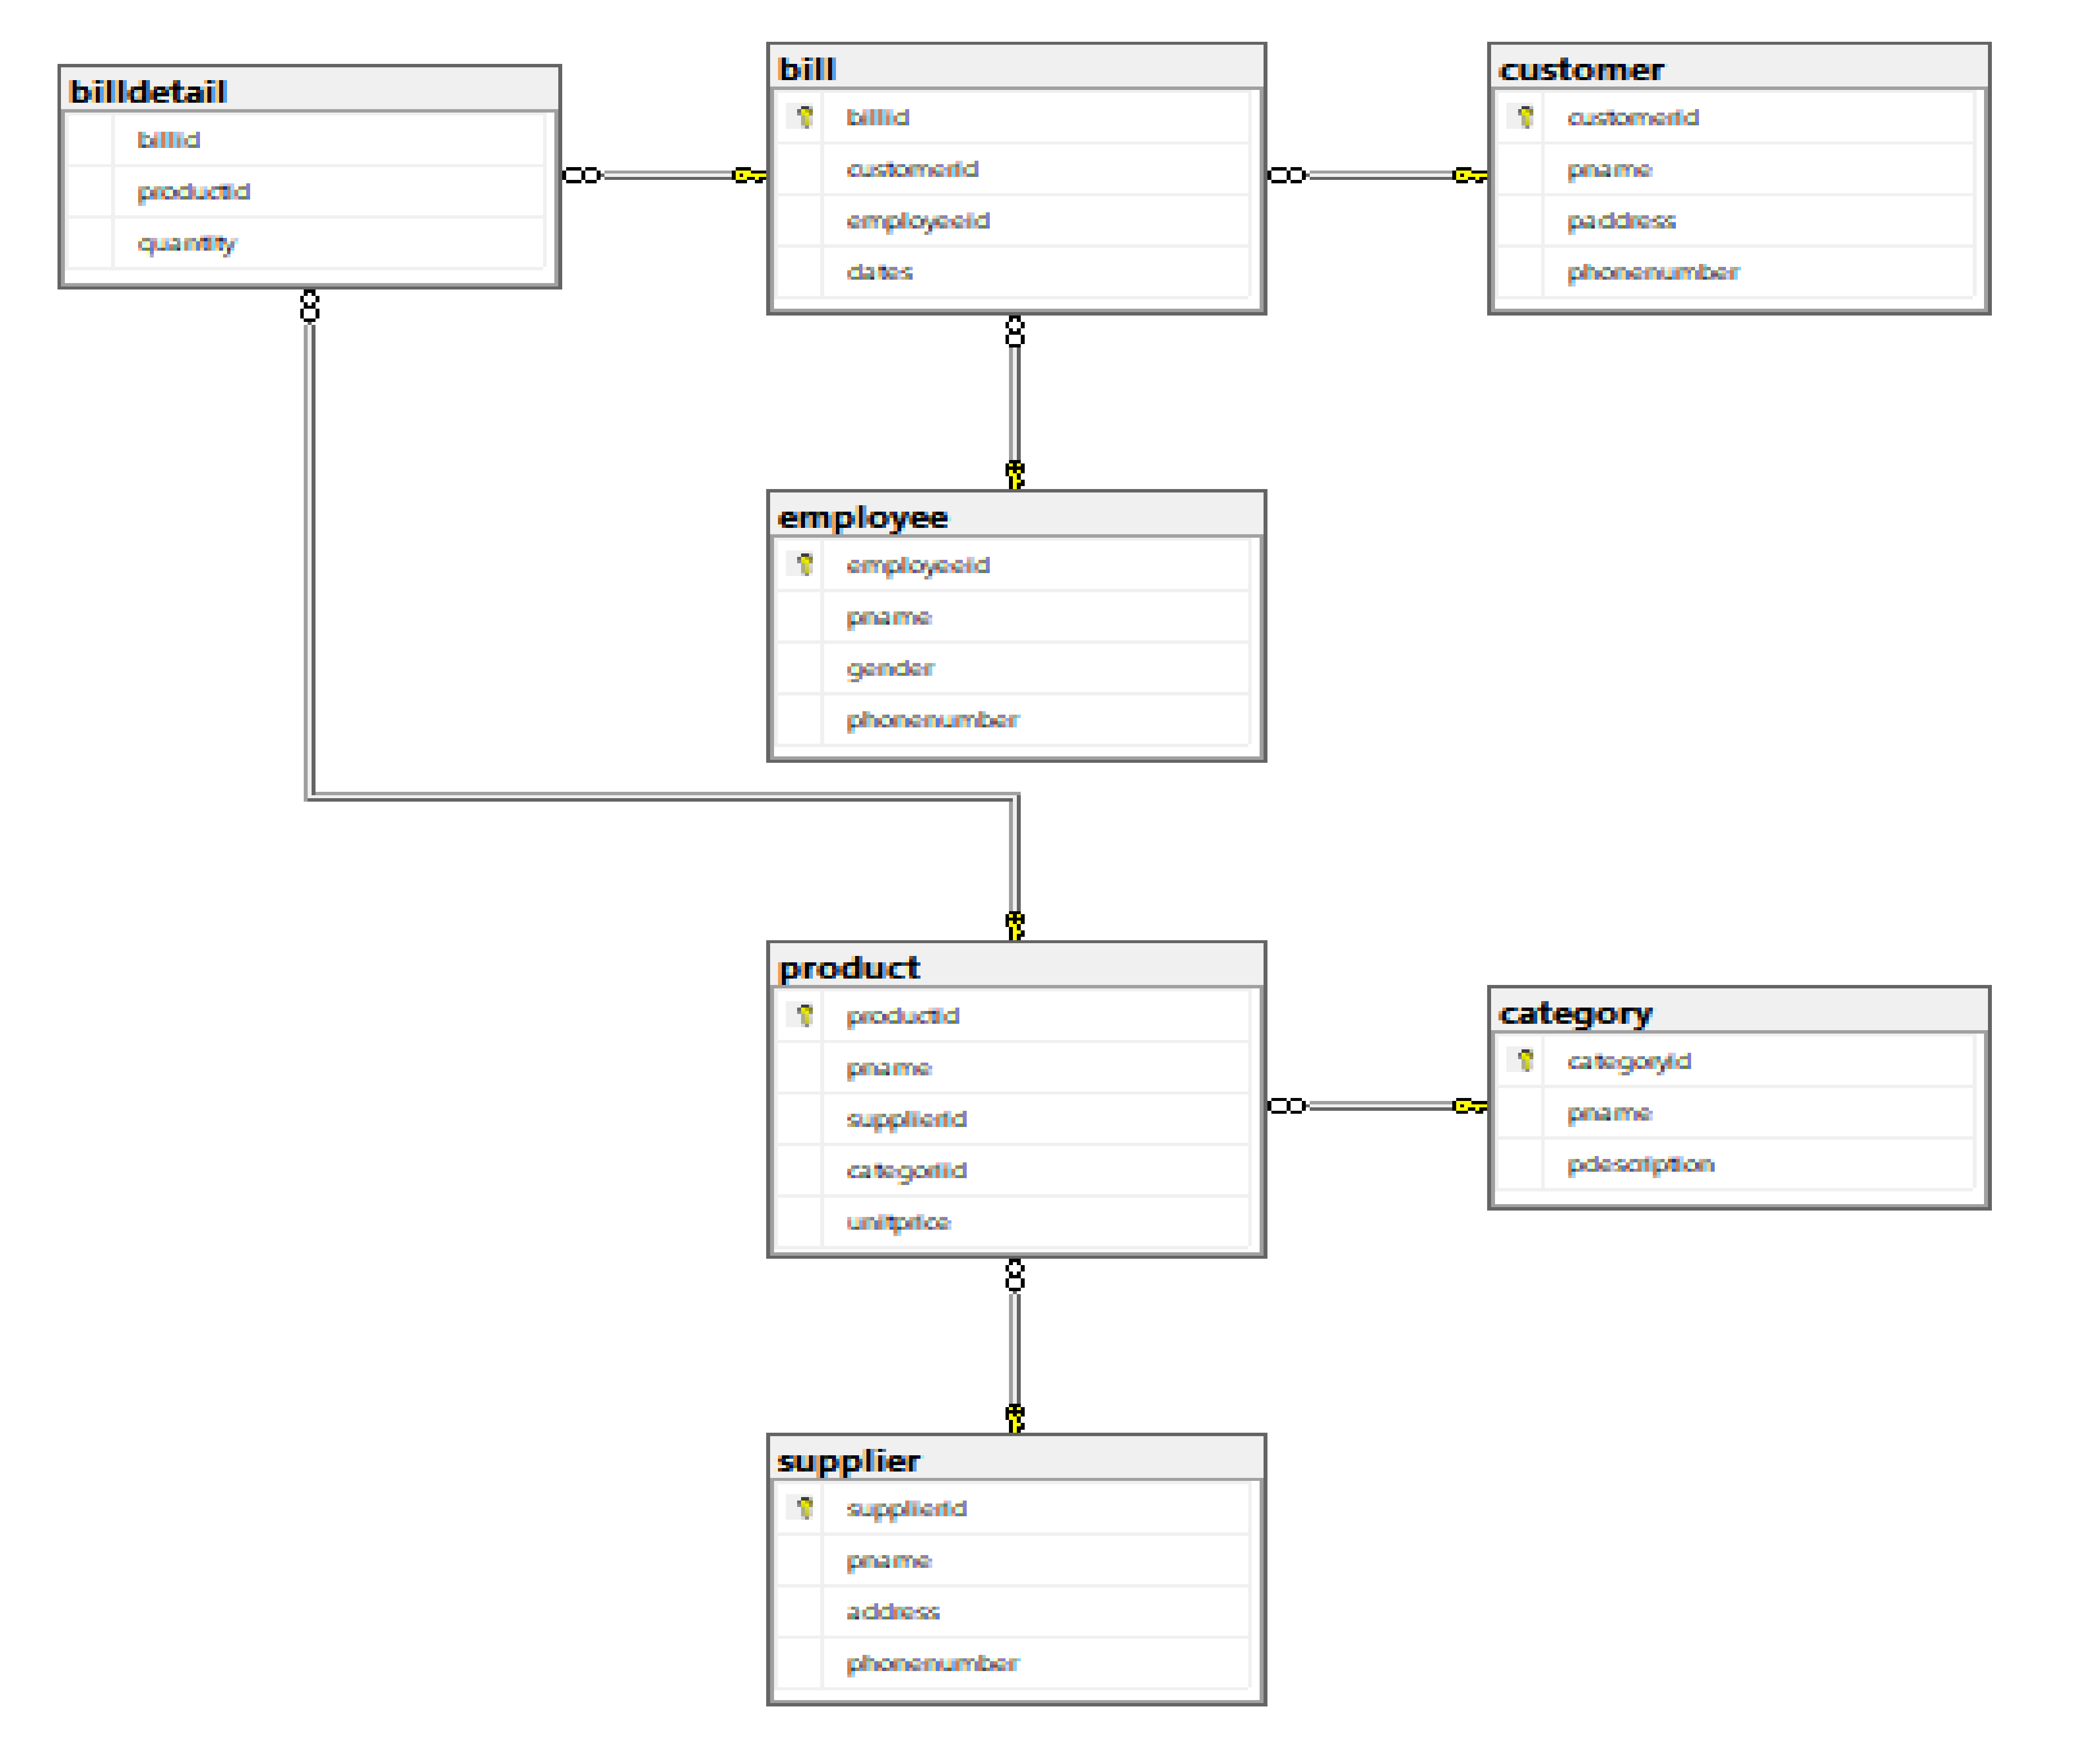 billdetail
billid
productid
quantity
bill
billid
customerid
employeeid
dates
customer
customerid
pname
paddress
phonenumber
employee
employeeid
pname
gender
phonenumber
product
productid
pname
supplierid
categoriid
unitprice
category
categoryid
pname
pdescription
supplier
supplierid
pname
address
phonenumber